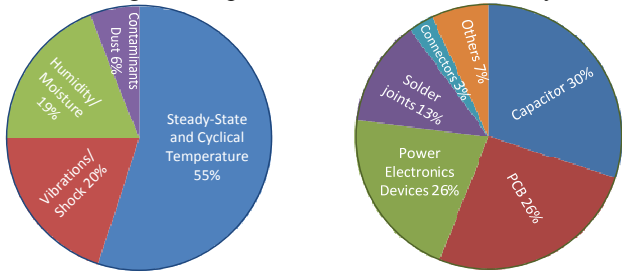 Contaminants
Dust 6%
Humidity/
Moisture
19%
Steady-State
and Cyclical
Temperature
55%
Vibrations/
Shock 20%
Others 7%
Connectors 3%
Capacitor 30%
Solder
joints 13%
Power
Electronics
Devices 26%
PCB 26%